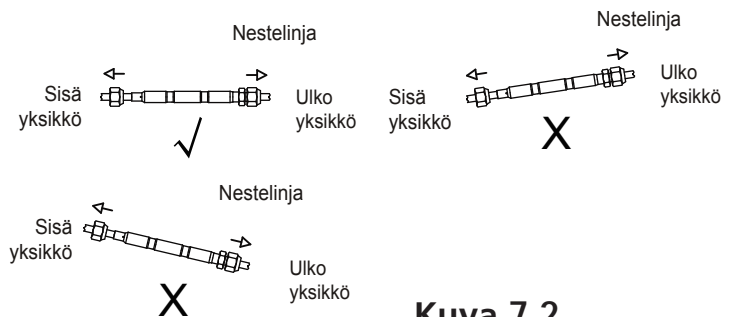 Nestelinja
Sisä
yksikkö
Ulko
yksikkö
√
Nestelinja
Sisä
yksikkö
Ulko
yksikkö
X
Nestelinja
Sisä
yksikkö
Ulko
yksikkö
X
Kuva 7.2